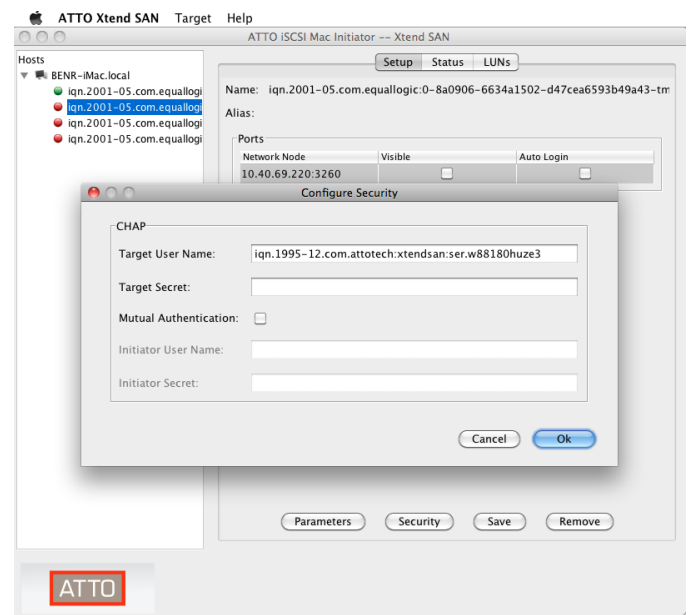 ATTO Xtend SAN Target Help
ATTO iSCSI Mac Initiator -- Xtend SAN
Hosts
BENR-iMac.local
iqn.2001-05.com.equallogi
iqn.2001-05.com.equallogi
iqn.2001-05.com.equallogi
iqn.2001-05.com.equallogi
Setup Status LUNs
Name: iqn.2001-05.com.equallogic:0-8a0906-6634a1502-d47cea6593b49a43-tm
Alias:
Ports
Network Node Visible Auto Login
10.40.69.220:3260
Configure Security
CHAP
Target User Name: iqn.1995-12.com.attotech:xtendsan:ser.w88180huze3
Target Secret:
Mutual Authentication:
Initiator User Name:
Initiator Secret:
Cancel Ok
Parameters Security Save Remove
ATTO